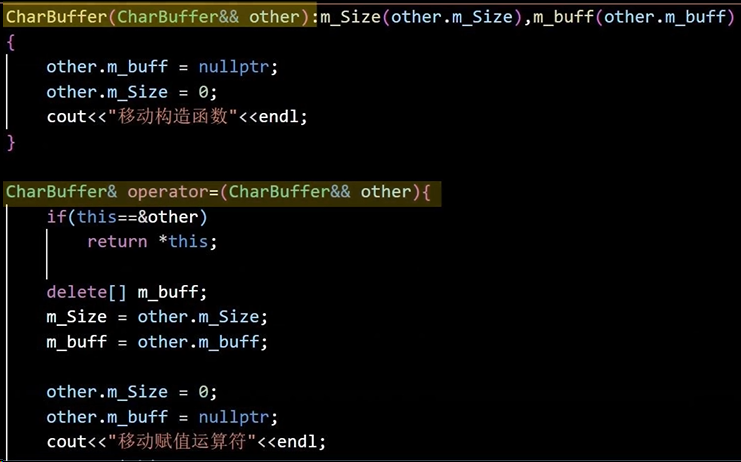 CharBuffer(CharBuffer&& other):m_Size(other.m_Size),m_buff(other.m_buff)
{
other.m_buff = nullptr;
other.m_Size = 0;
cout<<"移动构造函数"<<endl;
}
CharBuffer& operator=(CharBuffer&& other){
if(this==&other)
return *this;
delete[] m_buff;
m_Size = other.m_Size;
m_buff = other.m_buff;
other.m_Size = 0;
other.m_buff = nullptr;
cout<<"移动赋值运算符"<<endl;